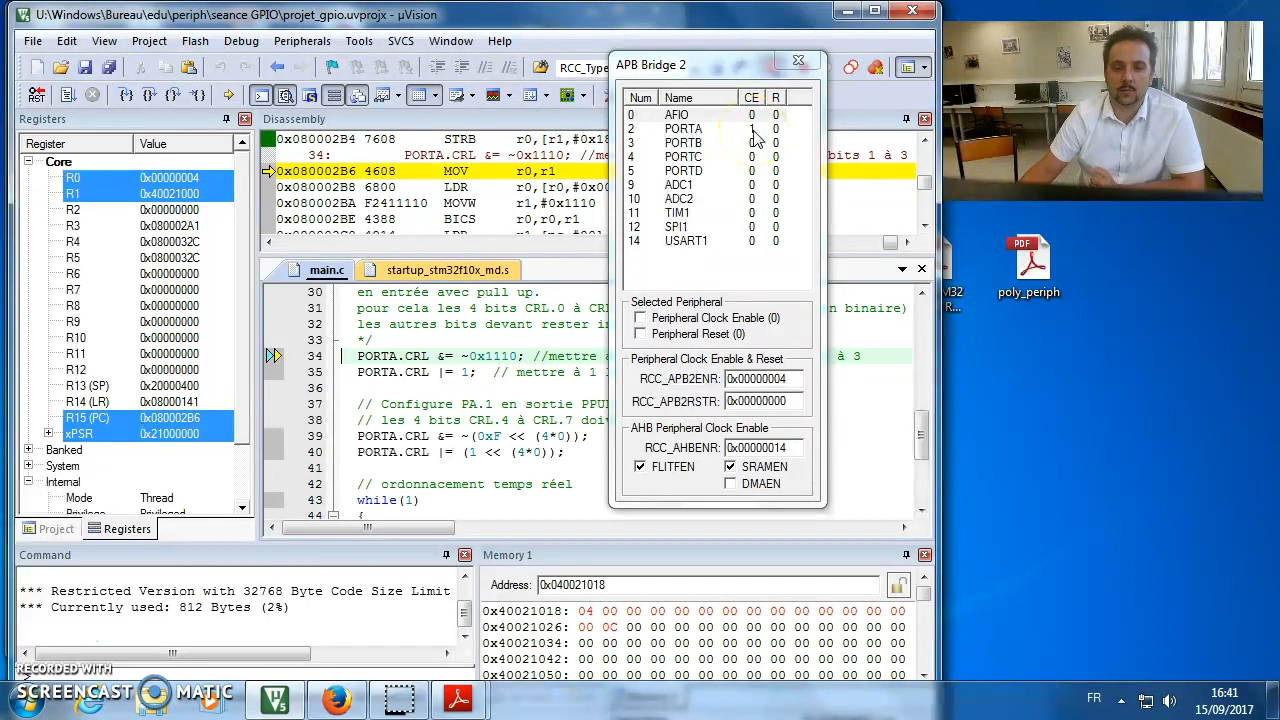 U:\Windows\Bureau\edu\periph\seance GPIO\projet_gpio.uvprojx - µVision
File Edit View Project Flash Debug Peripherals Tools SVCS Window Help
RCC_Type
Registers
Register Value
Core
R0 0x00000004
R1 0x40021000
R2 0x00000000
R3 0x080002A1
R4 0x0800032C
R5 0x0800032C
R6 0x00000000
R7 0x00000000
R8 0x00000000
R9 0x00000000
R10 0x00000000
R11 0x00000000
R12 0x00000000
R13 (SP) 0x20000400
R14 (LR) 0x08000141
R15 (PC) 0x080002B6
xPSR 0x21000000
Banked
System
Internal
Mode Thread
Project Registers
Disassembly
0x080002B4 7608 STRB r0,[r1,#0x18
34: PORTA.CRL &= ~0x1110; //met bits 1 à 3
0x080002B6 4608 MOV r0,r1
0x080002B8 6800 LDR r0,[r0,#0x00
0x080002BA F2411110 MOVW r1,#0x1110
0x080002BE 4388 BICS r0,r0,r1
main.c startup_stm32f10x_md.s
30 en entrée avec pull up.
31 pour cela les 4 bits CRL.0 à CR n binaire)
32 les autres bits devant rester in
33 */
34 PORTA.CRL &= ~0x1110; //mettre à 3
35 PORTA.CRL |= 1; // mettre à 1 l
36
37 // Configure PA.1 en sortie PPUL
38 // les 4 bits CRL.4 à CRL.7 doiv
39 PORTA.CRL &= ~(0xF << (4*0));
40 PORTA.CRL |= (1 << (4*0));
41
42 // ordonnacement temps réel
43 while(1)
44 {
APB Bridge 2
Num Name CE R
0 AFIO 0 0
2 PORTA 1 0
3 PORTB 0 0
4 PORTC 0 0
5 PORTD 0 0
9 ADC1 0 0
10 ADC2 0 0
11 TIM1 0 0
12 SPI1 0 0
14 USART1 0 0
Selected Peripheral
Peripheral Clock Enable (0)
Peripheral Reset (0)
Peripheral Clock Enable & Reset
RCC_APB2ENR: 0x00000004
RCC_APB2RSTR: 0x00000000
AHB Peripheral Clock Enable
RCC_AHBENR: 0x00000014
FLITFEN SRAMEN
DMAEN
Command
*** Restricted Version with 32768 Byte Code Size Limit
*** Currently used: 812 Bytes (2%)
Memory 1
Address: 0x040021018
0x40021018: 04 00 00 00 00 00 00 00 00 00 00 00 00 00
0x40021026: 00 0C 00 00 00 00 00 00 00 00 00 00 00 00
0x40021034: 00 00 00 00 00 00 00 00 00 00 00 00 00 00
0x40021042: 00 00 00 00 00 00 00 00 00 00 00 00 00 00
0x40021050: 00 00 00 00 00 00 00 00 00 00 00 00 00 00
M32
R...
PDF
poly_periph
RECORDED WITH
SCREENCAST MATIC
FR
16:41
15/09/2017